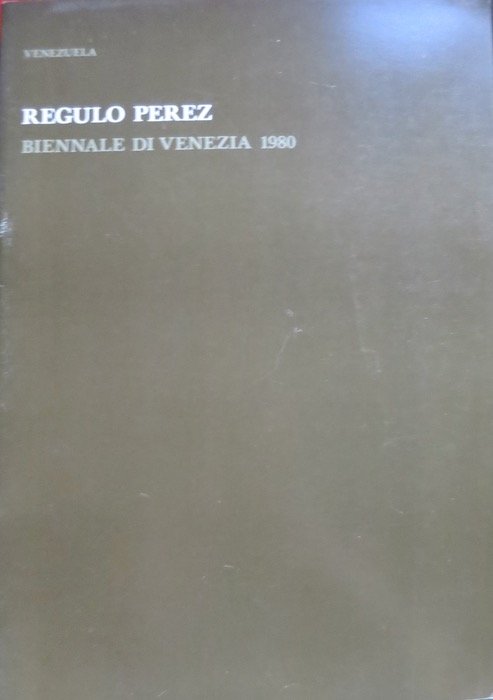 VENEZUELA
REGULO PEREZ
BIENNALE DI VENEZIA 1980